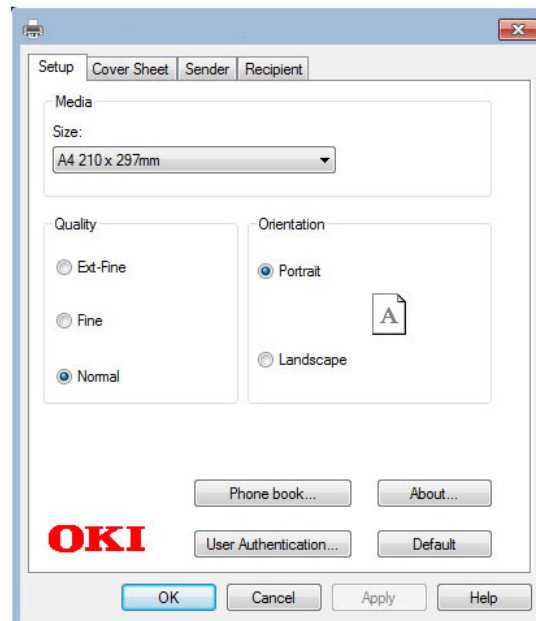 Setup Cover Sheet Sender Recipient
Media
Size:
A4 210 x 297mm
Quality
Ext-Fine
Fine
Normal
Orientation
Portrait
A
Landscape
Phone book... About...
OKI User Authentication... Default
OK Cancel Apply Help